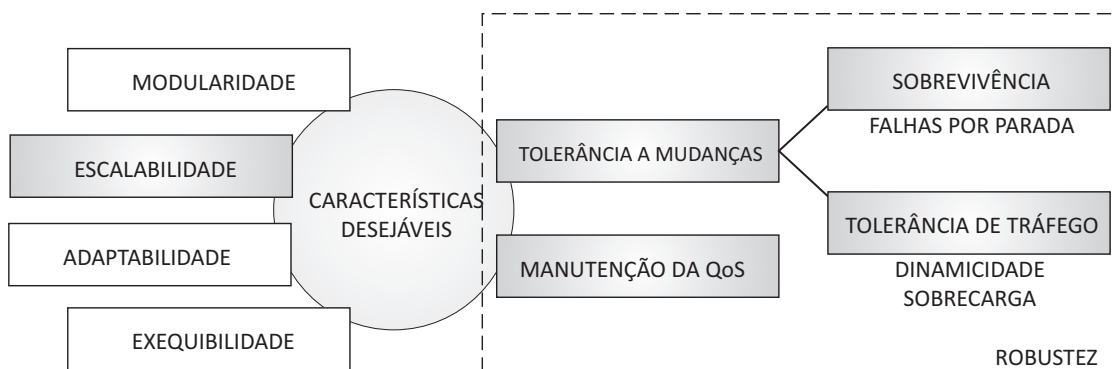 MODULARIDADE
ESCALABILIDADE
ADAPTABILIDADE
EXEQUIBILIDADE
CARACTERÍSTICAS
DESEJÁVEIS
TOLERÂNCIA A MUDANÇAS
MANUTENÇÃO DA QoS
SOBREVIVÊNCIA
FALHAS POR PARADA
TOLERÂNCIA DE TRÁFEGO
DINAMICIDADE
SOBRECARGA
ROBUSTEZ